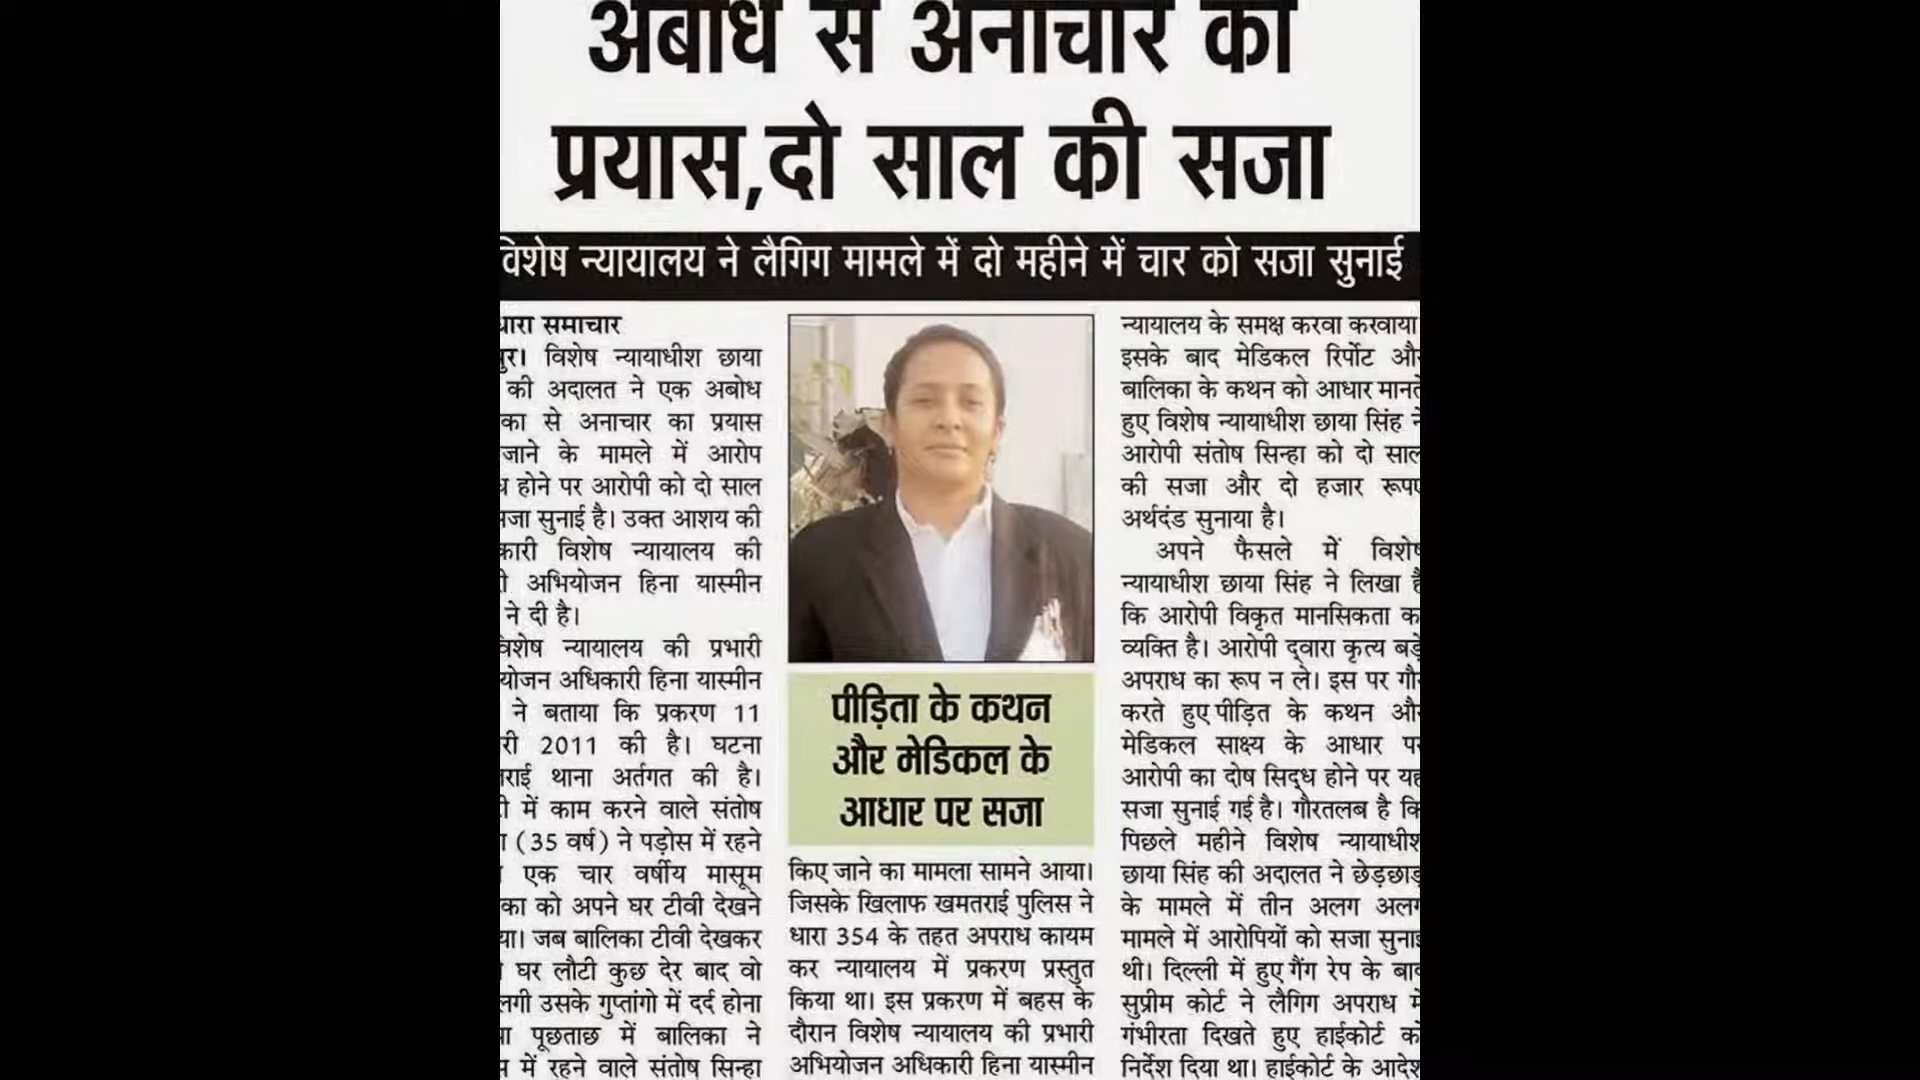 अबोध से अनाचार का
प्रयास,दो साल की सजा
विशेष न्यायालय ने लैगिग मामले में दो महीने में चार को सजा सुनाई
धारा समाचार
विशेष न्यायाधीश छाया
की अदालत ने एक अबोध
से अनाचार का प्रयास
जाने के मामले में आरोप
होने पर आरोपी को दो साल
सुनाई है। उक्त आशय की
विशेष न्यायालय की
अभियोजन हिना यास्मीन
ने दी है।
विशेष न्यायालय की प्रभारी
अधिकारी हिना यास्मीन
ने बताया कि प्रकरण 11
2011 की है। घटना
थाना अर्तगत की है।
में काम करने वाले संतोष
(35 वर्ष) ने पड़ोस में रहने
एक चार वर्षीय मासूम
को अपने घर टीवी देखने
जब बालिका टीवी देखकर
घर लौटी कुछ देर बाद वो
उसके गुप्तांगो में दर्द होना
पूछताछ में बालिका ने
में रहने वाले संतोष सिन्हा
पीड़िता के कथन
और मेडिकल के
आधार पर सजा
किए जाने का मामला सामने आया।
जिसके खिलाफ खमतराई पुलिस ने
धारा 354 के तहत अपराध कायम
कर न्यायालय में प्रकरण प्रस्तुत
किया था। इस प्रकरण में बहस के
दौरान विशेष न्यायालय की प्रभारी
अभियोजन अधिकारी हिना यास्मीन
न्यायालय के समक्ष करवा करवाया
इसके बाद मेडिकल रिर्पोट और
बालिका के कथन को आधार मानते
हुए विशेष न्यायाधीश छाया सिंह ने
आरोपी संतोष सिन्हा को दो साल
की सजा और दो हजार रूपए
अर्थदंड सुनाया है।
अपने फैसले में विशेष
न्यायाधीश छाया सिंह ने लिखा है
कि आरोपी विकृत मानसिकता का
व्यक्ति है। आरोपी द्वारा कृत्य बड़े
अपराध का रूप न ले। इस पर गौर
करते हुए पीड़ित के कथन और
मेडिकल साक्ष्य के आधार पर
आरोपी का दोष सिद्ध होने पर यह
सजा सुनाई गई है। गौरतलब है कि
पिछले महीने विशेष न्यायाधीश
छाया सिंह की अदालत ने छेड़छाड़
के मामले में तीन अलग अलग
मामले में आरोपियों को सजा सुनाई
थी। दिल्ली में हुए गैंग रेप के बाद
सुप्रीम कोर्ट ने लैगिग अपराध में
गंभीरता दिखते हुए हाईकोर्ट को
निर्देश दिया था। हाईकोर्ट के आदेश